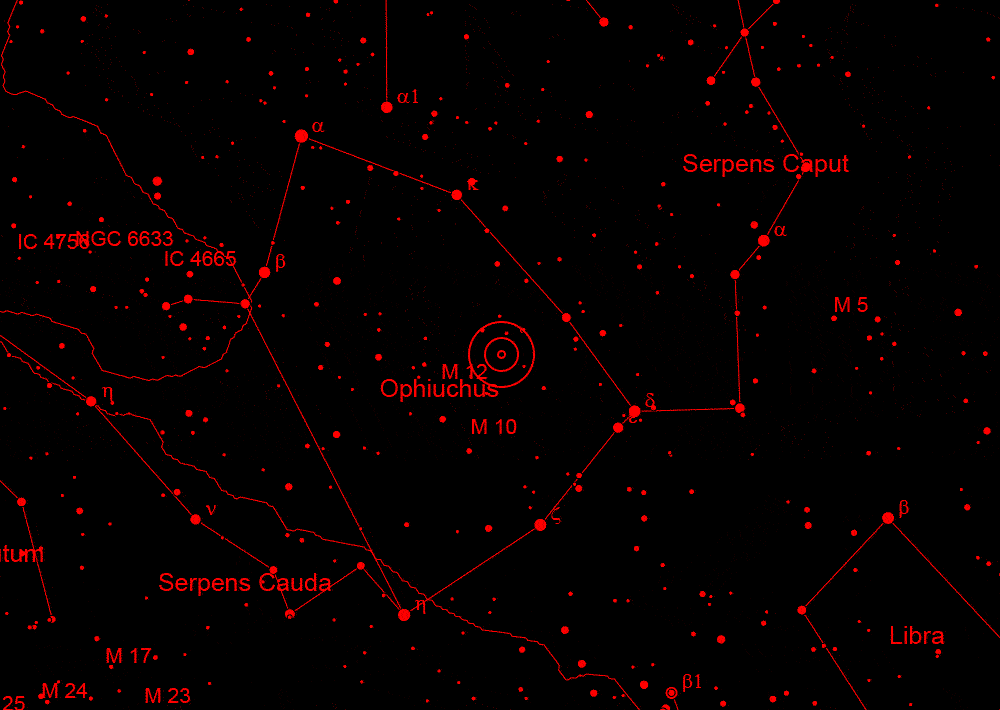 α1
α
κ
Serpens Caput
α
IC 4756
NGC 6633
IC 4665
β
M 5
M 12
Ophiuchus
η
δ
ε
M 10
ν
ζ
β
utum
Serpens Cauda
η
Libra
M 17
β1
25
M 24
M 23